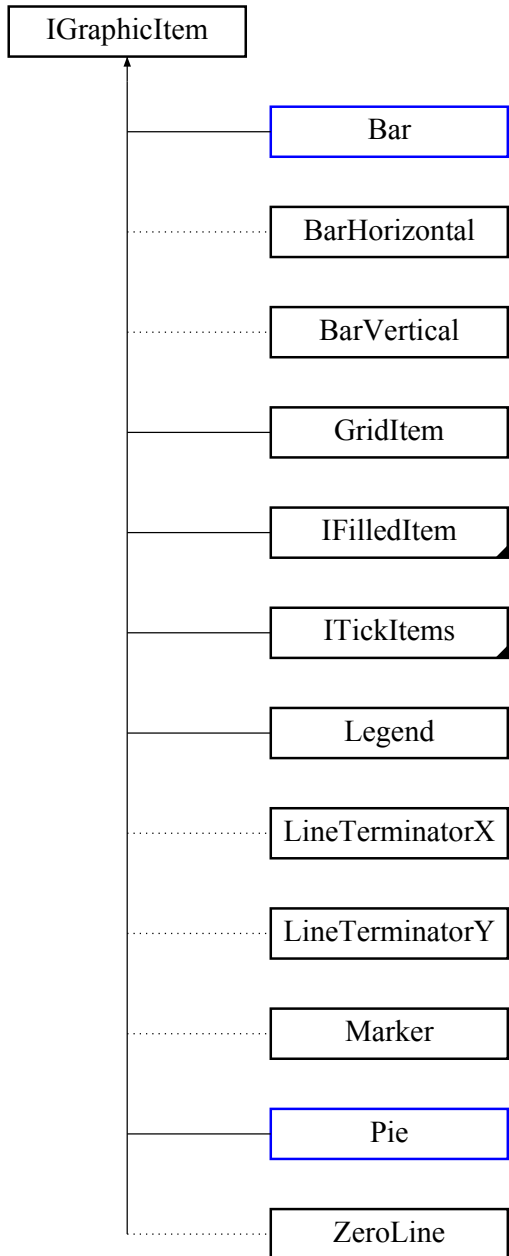 IGraphicItem
Bar
BarHorizontal
BarVertical
GridItem
IFilledItem
ITickItems
Legend
LineTerminatorX
LineTerminatorY
Marker
Pie
ZeroLine